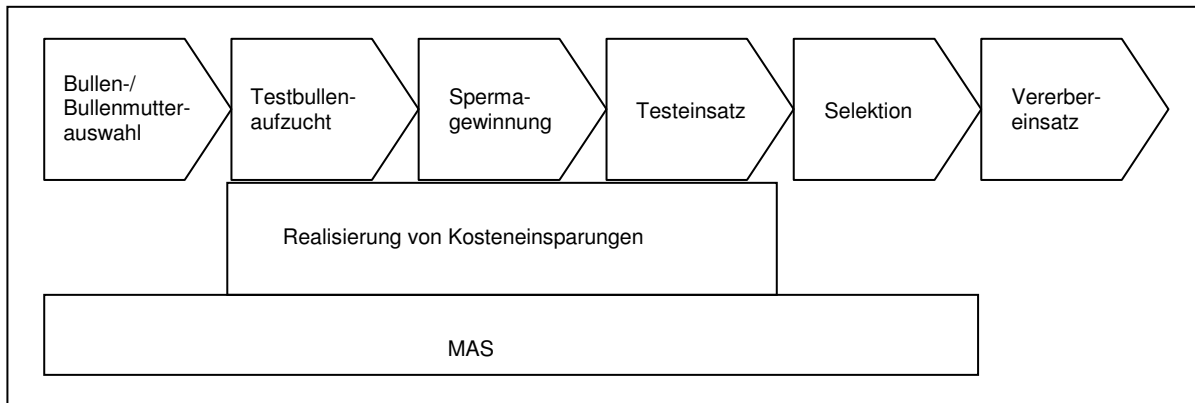 Bullen-/
Bullenmutter-
auswahl
Testbullen-
aufzucht
Sperma-
gewinnung
Testeinsatz
Selektion
Vererber-
einsatz
Realisierung von Kosteneinsparungen
MAS